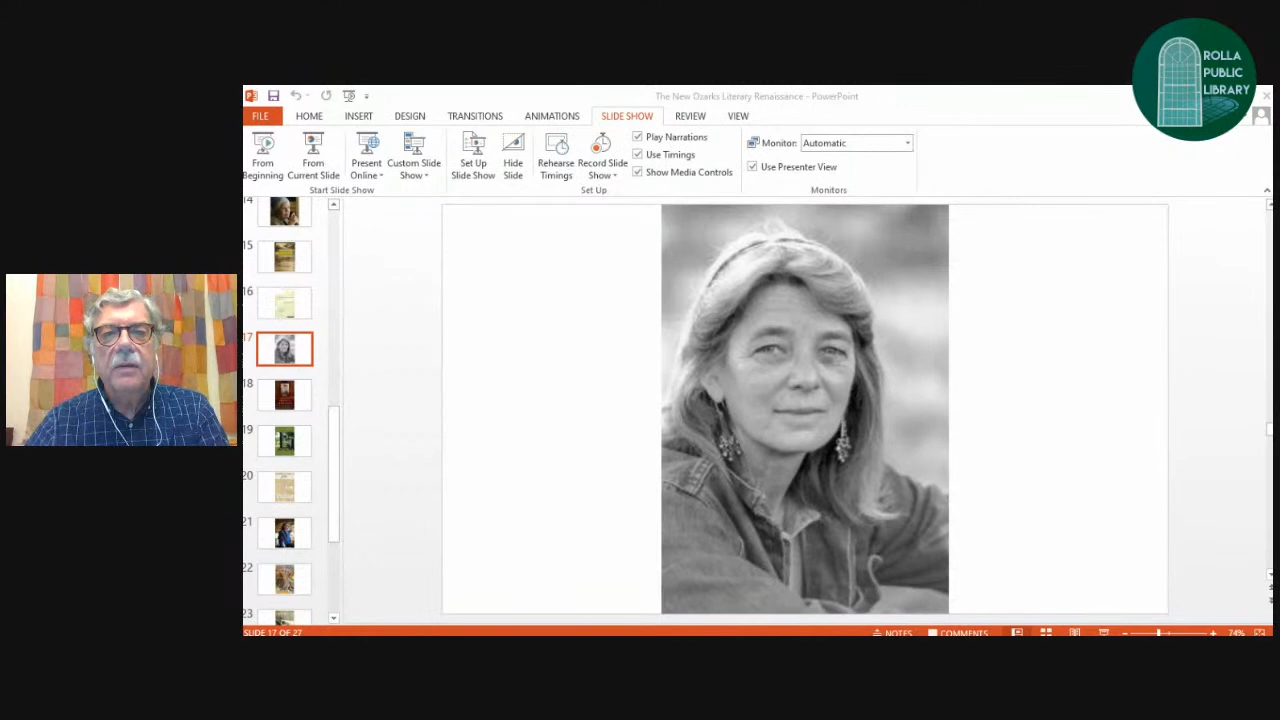 ROLLA
PUBLIC
LIBRARY
The New Ozarks Literary Renaissance - PowerPoint
FILE HOME INSERT DESIGN TRANSITIONS ANIMATIONS SLIDE SHOW REVIEW VIEW
From Beginning
From Current Slide
Present Online
Custom Slide Show
Set Up Slide Show
Hide Slide
Rehearse Timings
Record Slide Show
Play Narrations
Use Timings
Show Media Controls
Monitor: Automatic
Use Presenter View
Start Slide Show Set Up Monitors
14
15
16
17
18
19
20
21
22
23
SLIDE 17 OF 27 NOTES COMMENTS 74%